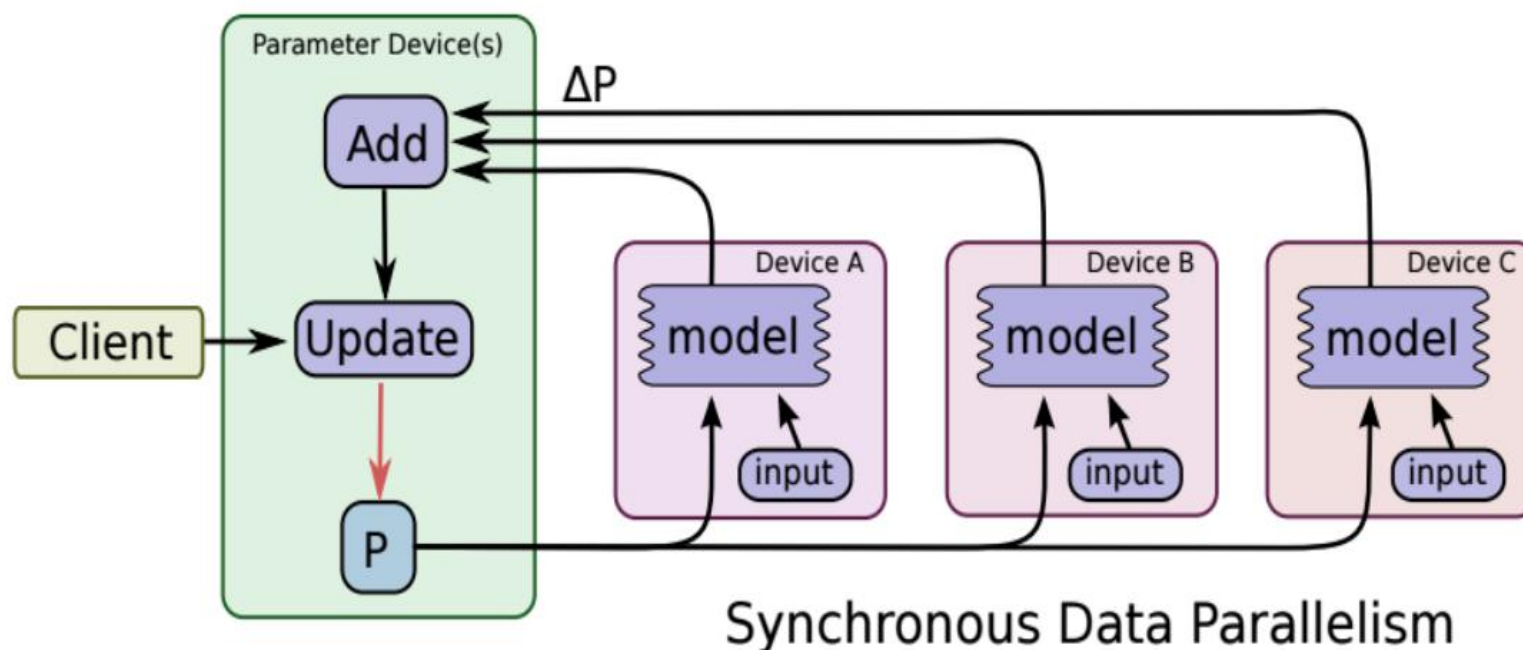 Parameter Device(s)
ΔP
Add
Device A
Device B
Device C
Client
Update
model
model
model
input
input
input
P
Synchronous Data Parallelism